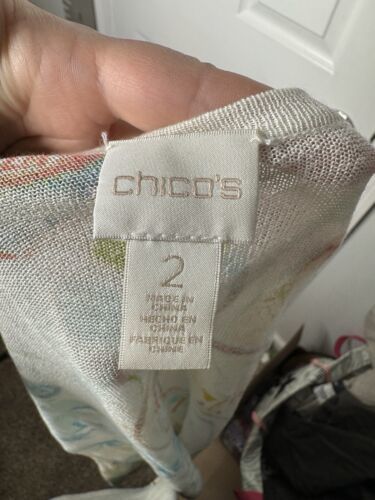 chico's
2
MADE IN
CHINA
HECHO EN
CHINA
FABRIQUE EN
CHINE